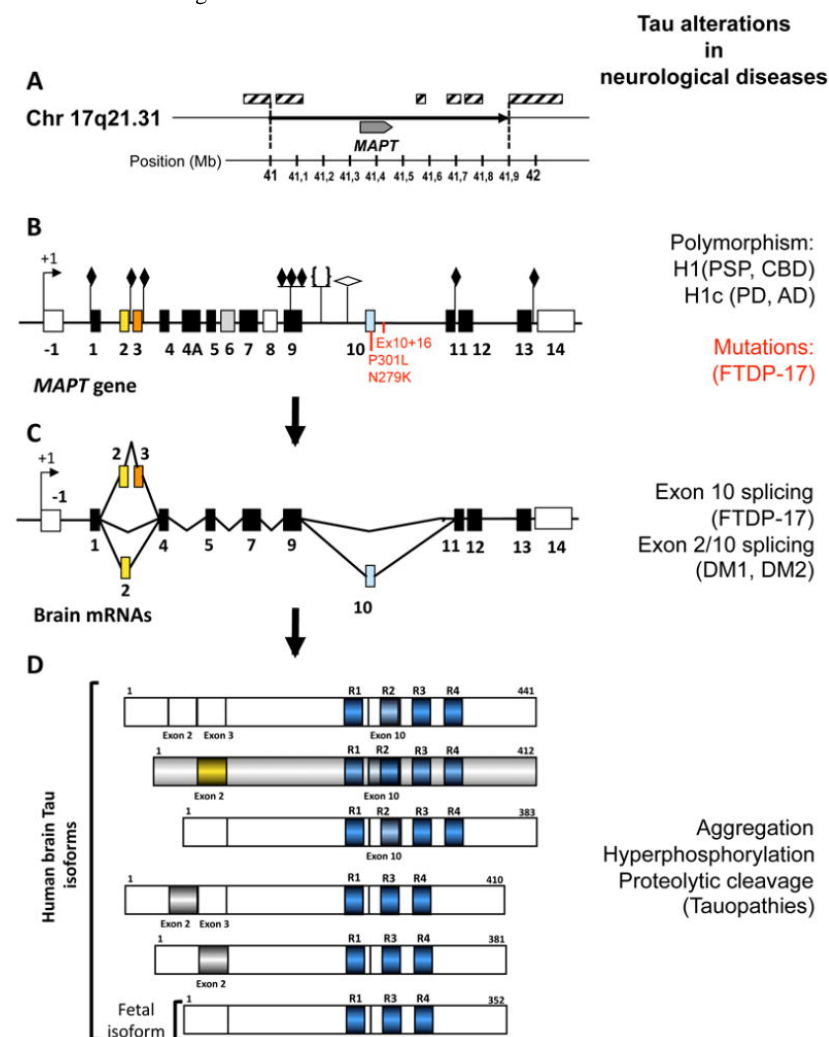 Tau alterations
in
neurological diseases
A
Chr 17q21.31
MAPT
Position (Mb)
41 41,1 41,2 41,3 41,4 41,5 41,6 41,7 41,8 41,9 42
B
+1
{ }
-1 1 2 3 4 4A 5 6 7 8 9 10 11 12 13 14
Ex10+16
P301L
N279K
MAPT gene
Polymorphism:
H1(PSP, CBD)
H1c (PD, AD)
Mutations:
(FTDP-17)
C
+1
2 3
-1
1 4 5 7 9 11 12 13 14
2
10
Brain mRNAs
Exon 10 splicing
(FTDP-17)
Exon 2/10 splicing
(DM1, DM2)
D
Human brain Tau
isoforms
1 R1 R2 R3 R4 441
Exon 2 Exon 3 Exon 10
1 R1 R2 R3 R4 412
Exon 2 Exon 10
1 R1 R2 R3 R4 383
Exon 10
1 R1 R3 R4 410
Exon 2 Exon 3
1 R1 R3 R4 381
Exon 2
Fetal
isoform
1 R1 R3 R4 352
Aggregation
Hyperphosphorylation
Proteolytic cleavage
(Tauopathies)